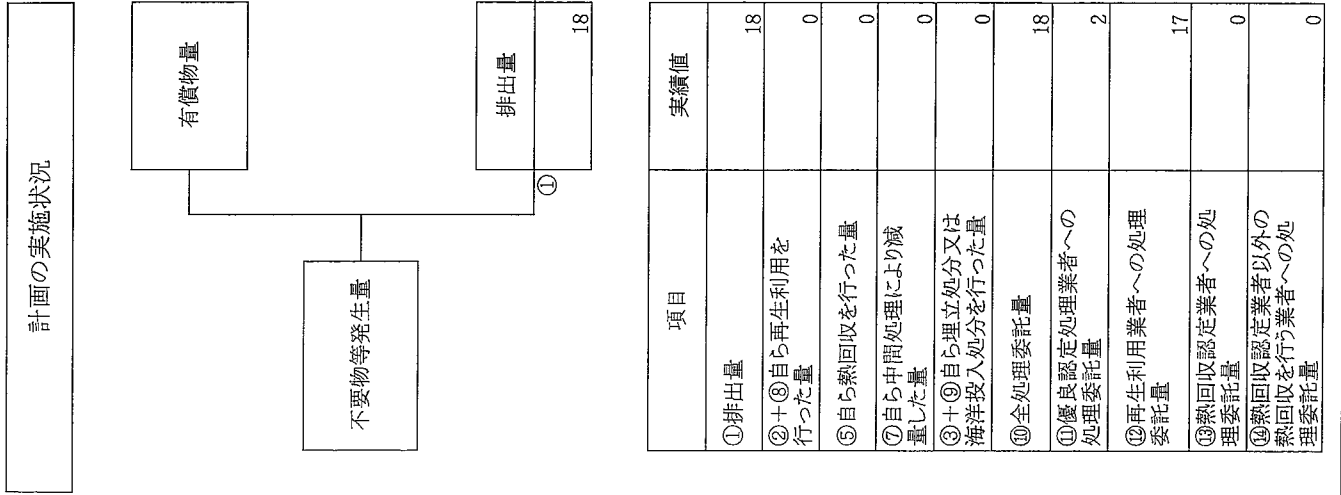 計画の実施状況
有償物量
不要物等発生量
排出量
①
18
項目
実績値
①排出量
18
②＋⑧自ら再生利用を
行った量
0
⑤自ら熱回収を行った量
0
⑦自ら中間処理により減
量した量
0
③＋⑨自ら埋立処分又は
海洋投入処分を行った量
0
⑩全処理委託量
18
⑪優良認定処理業者への
処理委託量
2
⑫再生利用業者への処理
委託量
17
⑬熱回収認定業者への処
理委託量
0
⑭熱回収認定業者以外の
熱回収を行う業者への処
理委託量
0